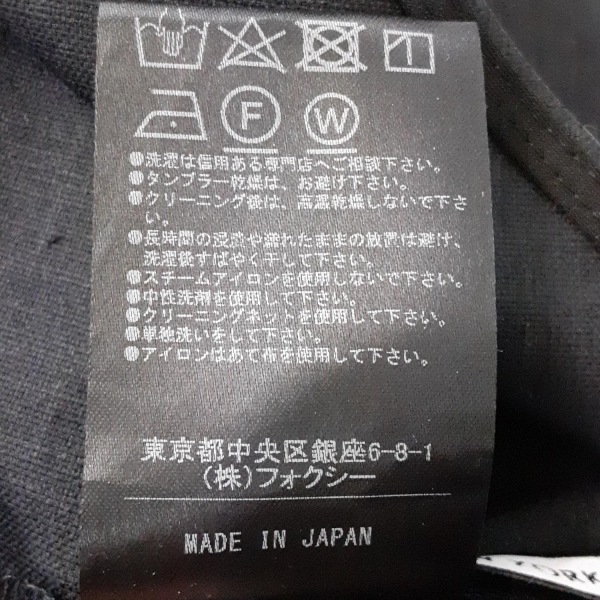 F
W
●洗濯は信用ある専門店へご相談下さい。
●タンブラー乾燥は、お避け下さい。
●クリーニング後は、高温乾燥しないで下さ
い。
●長時間の浸漬や濡れたままの放置は避け、
洗濯後すばやく干して下さい。
●スチームアイロンを使用しないで下さい。
●中性洗剤を使用して下さい。
●クリーニングネットを使用して下さい。
●単独洗いをして下さい。
●アイロンはあて布を使用して下さい。
東京都中央区銀座6-8-1
(株)フォクシー
MADE IN JAPAN
YORK